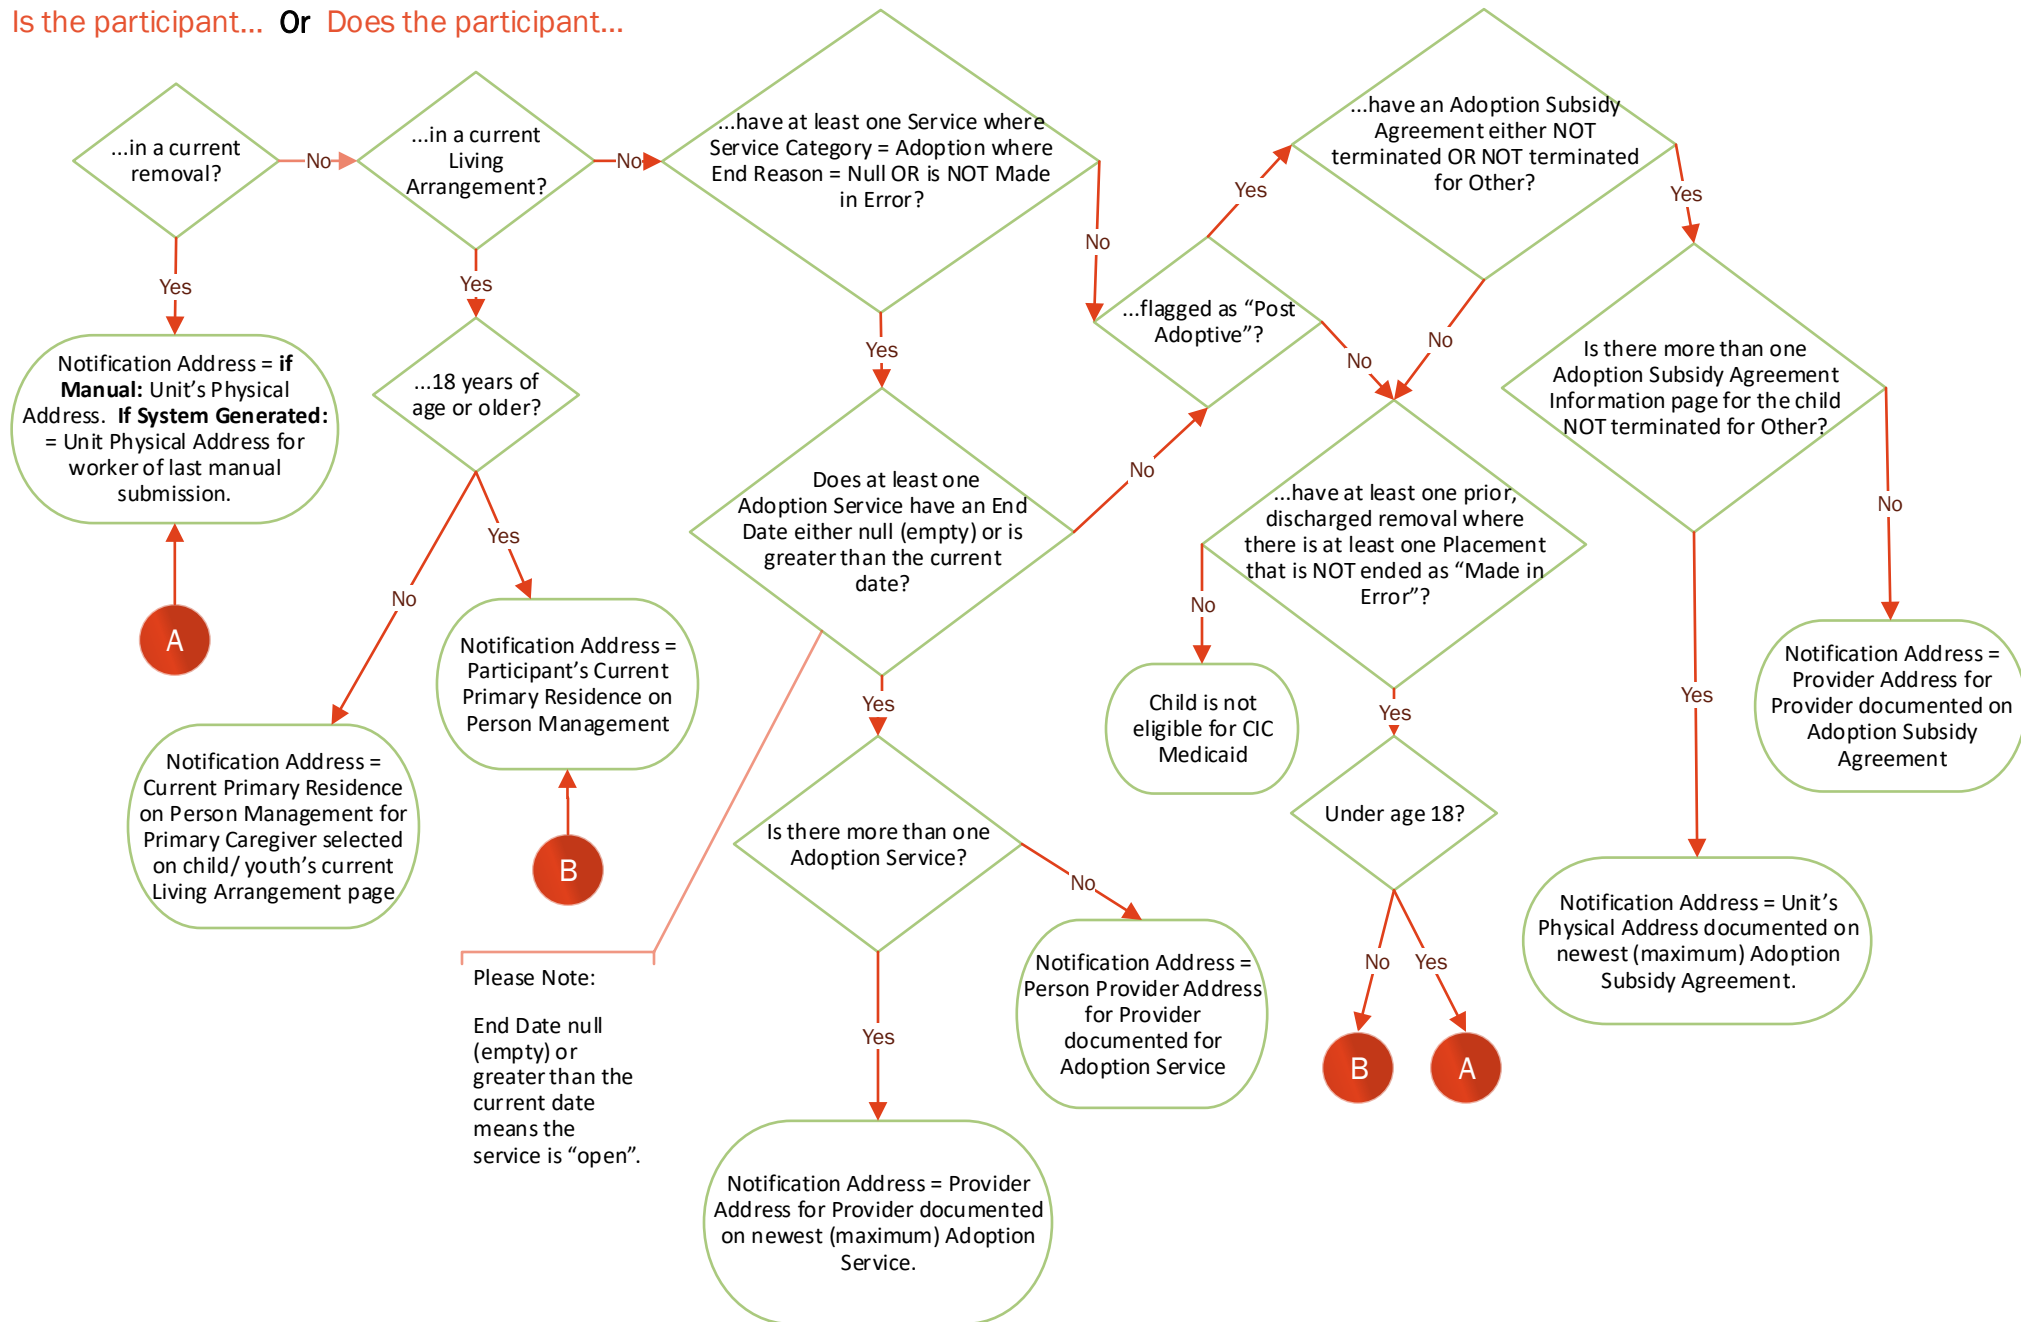 Is the participant... Or Does the participant...
...in a current
removal?
No
...in a current
Living
Arrangement?
No
...have at least one Service where
Service Category = Adoption where
End Reason = Null OR is NOT Made
in Error?
No
...flagged as “Post
Adoptive”?
Yes
...have an Adoption Subsidy
Agreement either NOT
terminated OR NOT terminated
for Other?
Yes
No
No
Is there more than one
Adoption Subsidy Agreement
Information page for the child
NOT terminated for Other?
No
Yes
Yes
Notification Address = if
Manual: Unit’s Physical
Address. If System Generated:
= Unit Physical Address for
worker of last manual
submission.
A
Yes
...18 years of
age or older?
Yes
No
Notification Address =
Participant’s Current
Primary Residence on
Person Management
B
Notification Address =
Current Primary Residence
on Person Management for
Primary Caregiver selected
on child/ youth’s current
Living Arrangement page
Yes
Does at least one
Adoption Service have an End
Date either null (empty) or is
greater than the current
date?
No
Yes
Is there more than one
Adoption Service?
No
Yes
Please Note:
End Date null
(empty) or
greater than the
current date
means the
service is “open”.
Notification Address =
Person Provider Address
for Provider
documented for
Adoption Service
Notification Address = Provider
Address for Provider documented
on newest (maximum) Adoption
Service.
...have at least one prior,
discharged removal where
there is at least one Placement
that is NOT ended as “Made in
Error”?
No
Child is not
eligible for CIC
Medicaid
Yes
Under age 18?
No
Yes
B
A
Notification Address =
Provider Address for
Provider documented on
Adoption Subsidy
Agreement
Notification Address = Unit’s
Physical Address documented on
newest (maximum) Adoption
Subsidy Agreement.